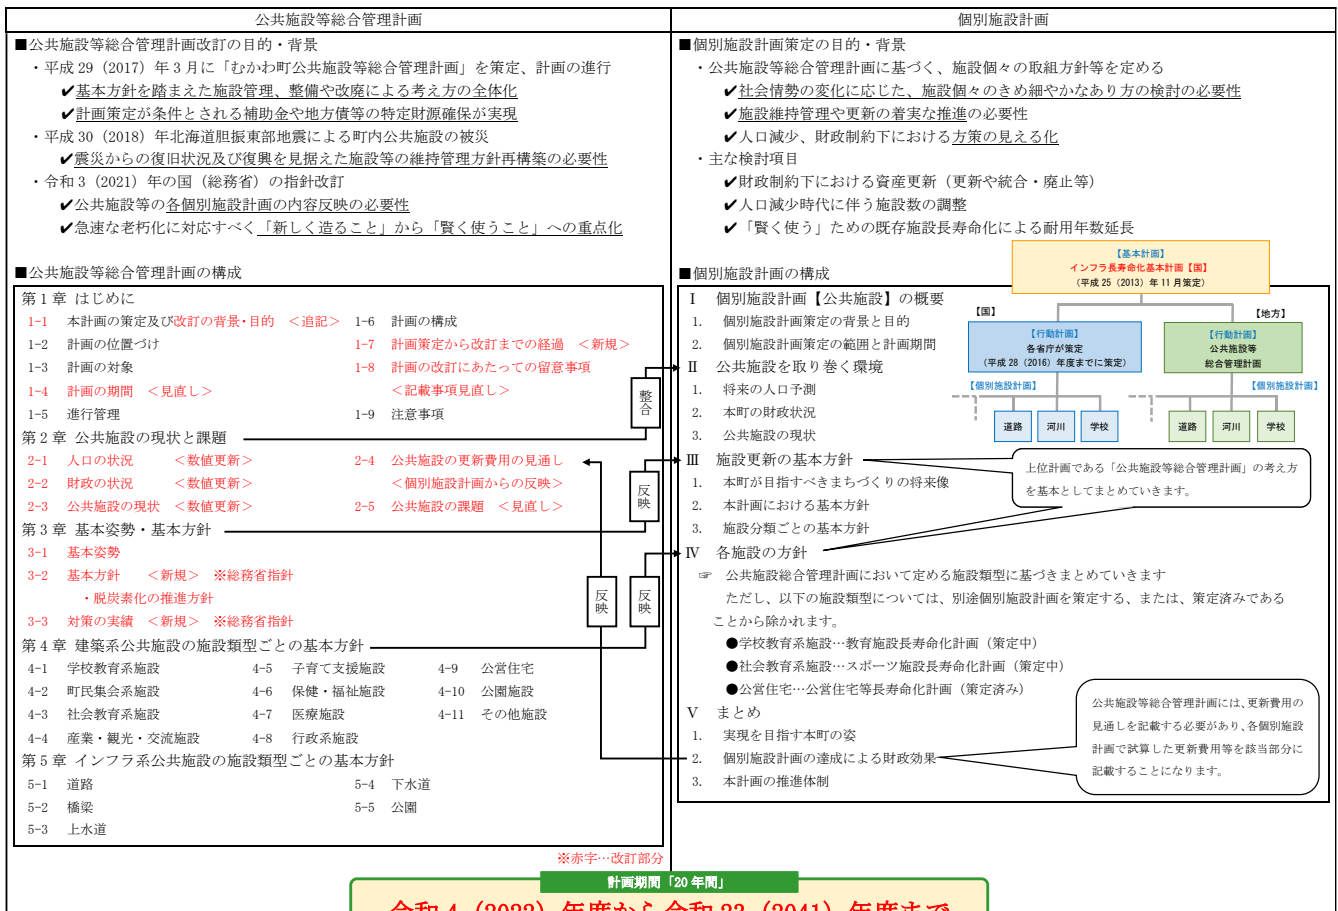 公共施設等総合管理計画
■公共施設等総合管理計画改訂の目的・背景
・平成 29（2017）年 3 月に「むかわ町公共施設等総合管理計画」を策定、計画の進行
✔基本方針を踏まえた施設管理、整備や改廃による考え方の全体化
✔計画策定が条件とされる補助金や地方債等の特定財源確保が実現
・平成 30（2018）年北海道胆振東部地震による町内公共施設の被災
✔震災からの復旧状況及び復興を見据えた施設等の維持管理方針再構築の必要性
・令和 3（2021）年の国（総務省）の指針改訂
✔公共施設等の各個別施設計画の内容反映の必要性
✔急速な老朽化に対応すべく「新しく造ること」から「賢く使うこと」への重点化
■公共施設等総合管理計画の構成
第 1 章 はじめに
1-1 本計画の策定及び改訂の背景・目的 ＜追記＞
1-2 計画の位置づけ
1-3 計画の対象
1-4 計画の期間 ＜見直し＞
1-5 進行管理
1-6 計画の構成
1-7 計画策定から改訂までの経過 ＜新規＞
1-8 計画の改訂にあたっての留意事項
＜記載事項見直し＞
1-9 注意事項
第 2 章 公共施設の現状と課題
2-1 人口の状況 ＜数値更新＞
2-2 財政の状況 ＜数値更新＞
2-3 公共施設の現状 ＜数値更新＞
2-4 公共施設の更新費用の見通し
＜個別施設計画からの反映＞
2-5 公共施設の課題 ＜見直し＞
第 3 章 基本姿勢・基本方針
3-1 基本姿勢
3-2 基本方針 ＜新規＞ ※総務省指針
・脱炭素化の推進方針
3-3 対策の実績 ＜新規＞ ※総務省指針
第 4 章 建築系公共施設の施設類型ごとの基本方針
4-1 学校教育系施設
4-2 町民集会系施設
4-3 社会教育系施設
4-4 産業・観光・交流施設
4-5 子育て支援施設
4-6 保健・福祉施設
4-7 医療施設
4-8 行政系施設
4-9 公営住宅
4-10 公園施設
4-11 その他施設
第 5 章 インフラ系公共施設の施設類型ごとの基本方針
5-1 道路
5-2 橋梁
5-3 上水道
5-4 下水道
5-5 公園
※赤字…改訂部分
整合
反映
反映
反映
個別施設計画
■個別施設計画策定の目的・背景
・公共施設等総合管理計画に基づく、施設個々の取組方針等を定める
✔社会情勢の変化に応じた、施設個々のきめ細やかなあり方の検討の必要性
✔施設維持管理や更新の着実な推進の必要性
✔人口減少、財政制約下における方策の見える化
・主な検討項目
✔財政制約下における資産更新（更新や統合・廃止等）
✔人口減少時代に伴う施設数の調整
✔「賢く使う」ための既存施設長寿命化による耐用年数延長
■個別施設計画の構成
Ⅰ 個別施設計画【公共施設】の概要
1. 個別施設計画策定の背景と目的
2. 個別施設計画策定の範囲と計画期間
Ⅱ 公共施設を取り巻く環境
1. 将来の人口予測
2. 本町の財政状況
3. 公共施設の現状
Ⅲ 施設更新の基本方針
1. 本町が目指すべきまちづくりの将来像
2. 本計画における基本方針
3. 施設分類ごとの基本方針
Ⅳ 各施設の方針
☞ 公共施設総合管理計画において定める施設類型に基づきまとめていきます
ただし、以下の施設類型については、別途個別施設計画を策定する、または、策定済みである
ことから除かれます。
●学校教育系施設…教育施設長寿命化計画（策定中）
●社会教育系施設…スポーツ施設長寿命化計画（策定中）
●公営住宅…公営住宅等長寿命化計画（策定済み）
Ⅴ まとめ
1. 実現を目指す本町の姿
2. 個別施設計画の達成による財政効果
3. 本計画の推進体制
【基本計画】
インフラ長寿命化基本計画【国】
（平成 25（2013）年 11 月策定）
【国】
【地方】
【行動計画】
各省庁が策定
（平成 28（2016）年度までに策定）
【行動計画】
公共施設等
総合管理計画
【個別施設計画】
【個別施設計画】
道路 河川 学校
道路 河川 学校
上位計画である「公共施設等総合管理計画」の考え方
を基本としてまとめていきます。
公共施設等総合管理計画には、更新費用の
見通しを記載する必要があり、各個別施設
計画で試算した更新費用等を該当部分に
記載することになります。
計画期間「20 年間」
令和 4（2022）年度から令和 23（2041）年度まで